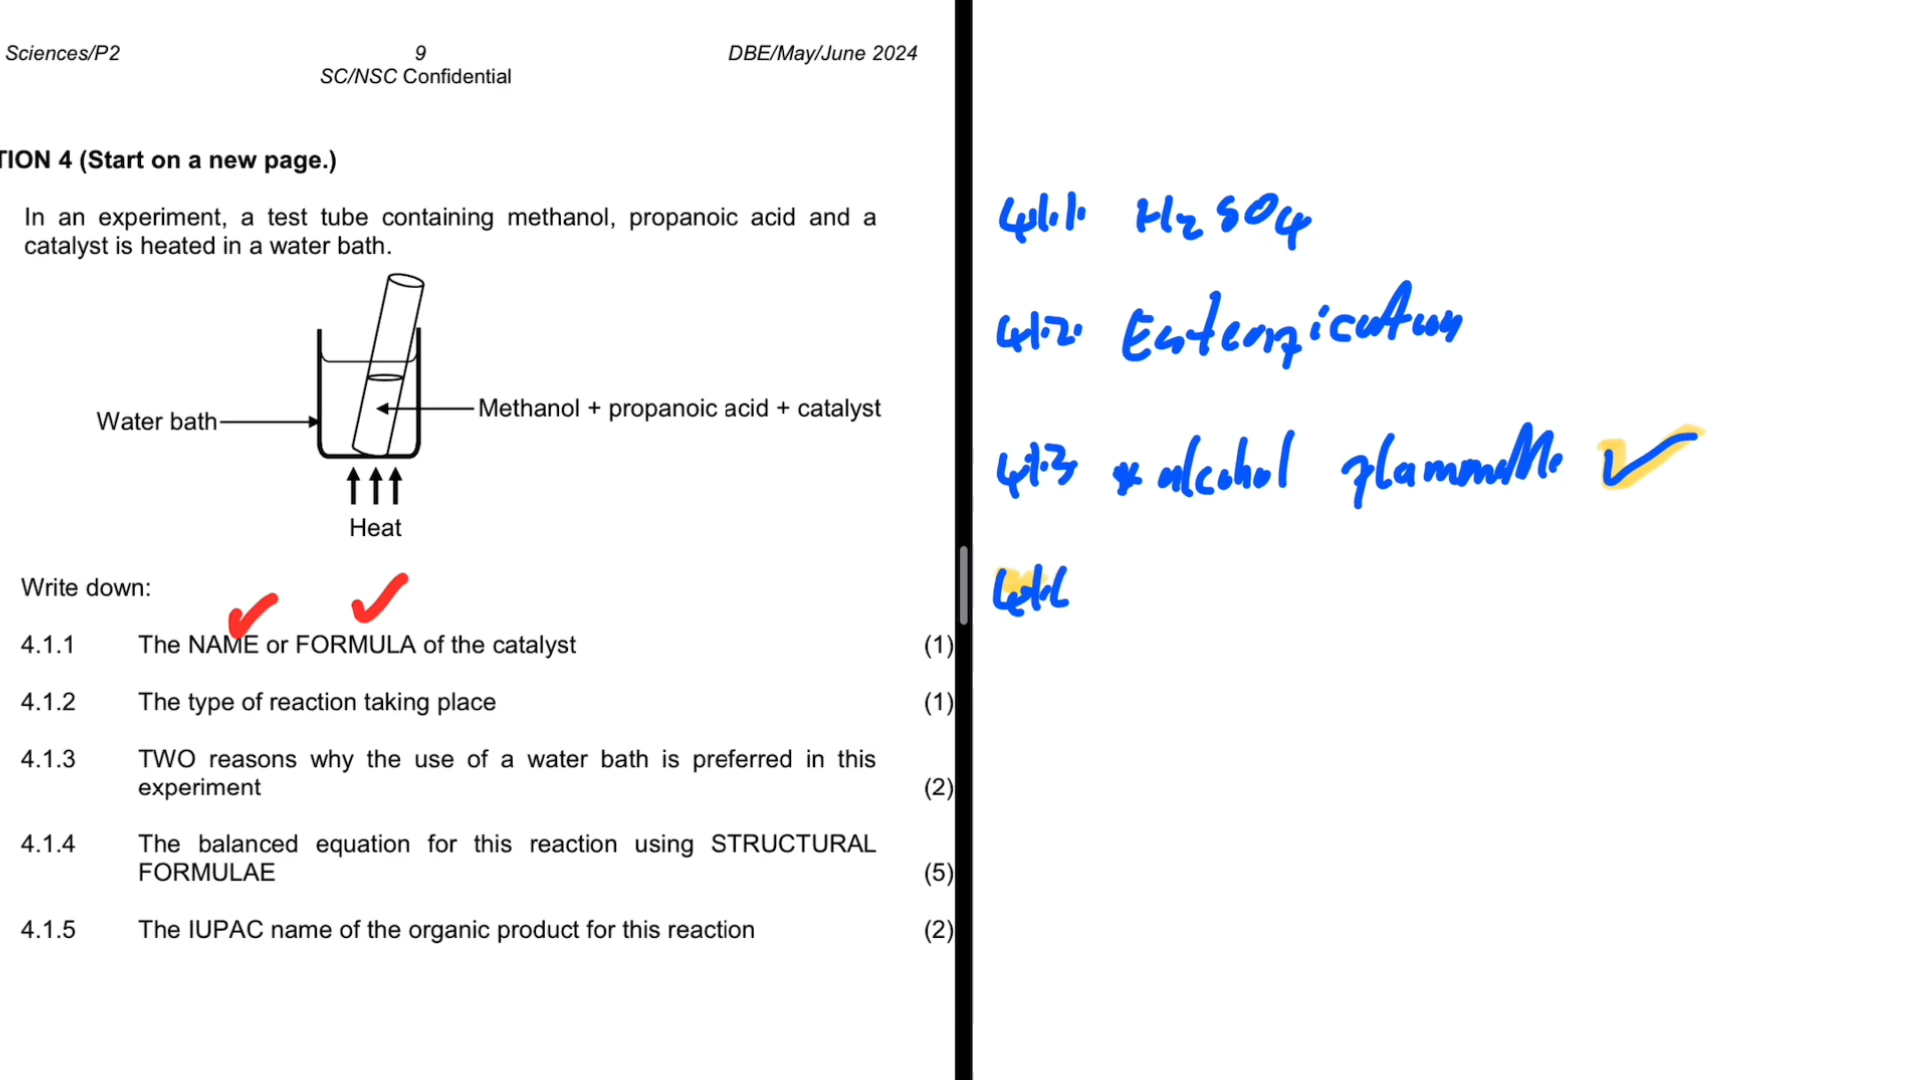 Sciences/P2 9 DBE/May/June 2024
SC/NSC Confidential
TION 4 (Start on a new page.)
In an experiment, a test tube containing methanol, propanoic acid and a
catalyst is heated in a water bath.
Water bath
Methanol + propanoic acid + catalyst
Heat
Write down:
4.1.1 The NAME or FORMULA of the catalyst (1)
4.1.2 The type of reaction taking place (1)
4.1.3 TWO reasons why the use of a water bath is preferred in this
experiment (2)
4.1.4 The balanced equation for this reaction using STRUCTURAL
FORMULAE (5)
4.1.5 The IUPAC name of the organic product for this reaction (2)
4.1.1. H2SO4
4.1.2. Esterification
4.1.3 * alcohol flammable